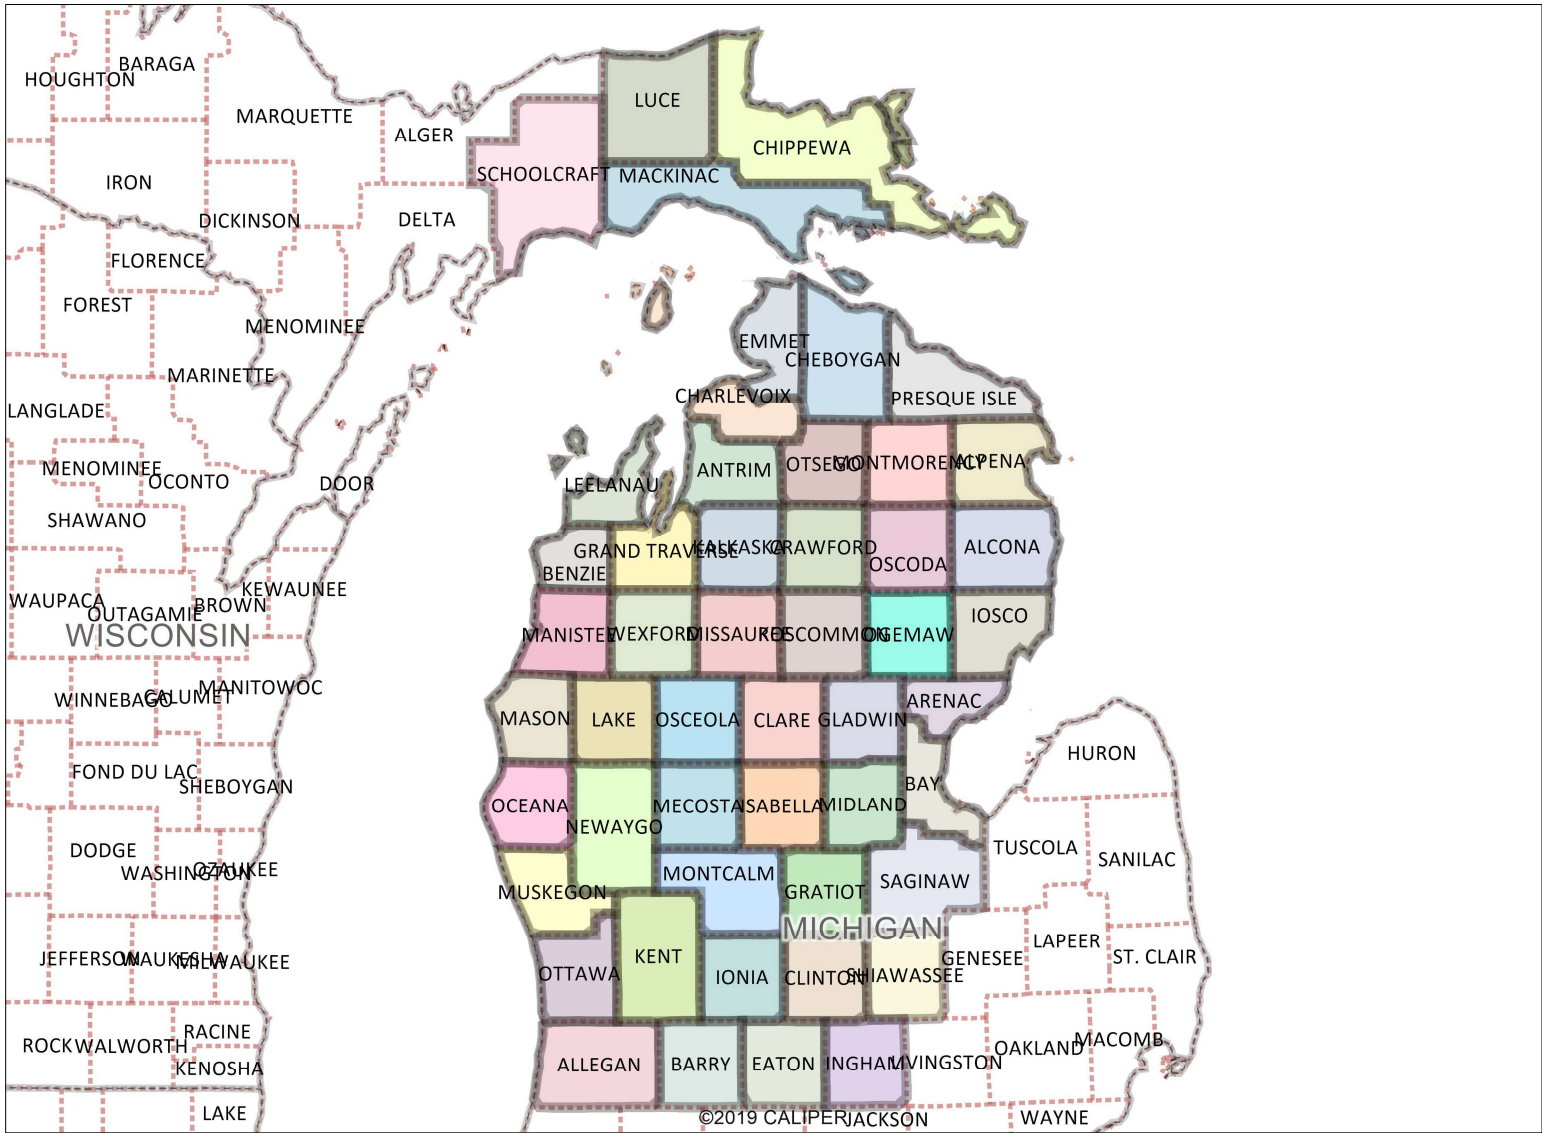 BARAGA
HOUGHTON
LUCE
MARQUETTE
ALGER
CHIPPEWA
SCHOOLCRAFT
MACKINAC
IRON
DICKINSON
DELTA
FLORENCE
FOREST
MENOMINEE
EMMET
CHEBOYGAN
MARINETTE
CHARLEVOIX
PRESQUE ISLE
LANGLADE
MENOMINEE
OCONTO
DOOR
LEELANAU
ANTRIM
OTSEGO
MONTMORENCY
ALPENA
SHAWANO
GRAND TRAVERSE
KALKASKA
CRAWFORD
OSCODA
ALCONA
BENZIE
WAUPACA
OUTAGAMIE
BROWN
KEWAUNEE
WISCONSIN
MANISTEE
WEXFORD
MISSAUKEE
ROSCOMMON
OGEMAW
IOSCO
WINNEBAGO
CALUMET
MANITOWOC
MASON
LAKE
OSCEOLA
CLARE
GLADWIN
ARENAC
HURON
FOND DU LAC
SHEBOYGAN
OCEANA
NEWAYGO
MECOSTA
ISABELLA
MIDLAND
BAY
DODGE
WASHINGTON
OZAUKEE
TUSCOLA
SANILAC
MUSKEGON
MONTCALM
GRATIOT
SAGINAW
MICHIGAN
JEFFERSON
WAUKESHA
MILWAUKEE
OTTAWA
KENT
IONIA
CLINTON
SHIAWASSEE
GENESEE
LAPEER
ST. CLAIR
ROCK
WALWORTH
RACINE
KENOSHA
ALLEGAN
BARRY
EATON
INGHAM
LIVINGSTON
OAKLAND
MACOMB
LAKE
©2019 CALIPER
JACKSON
WAYNE